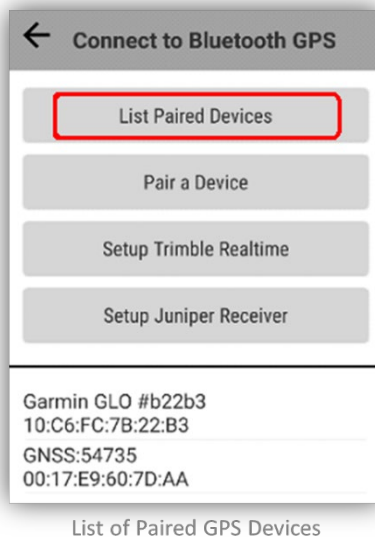 Connect to Bluetooth GPS
List Paired Devices
Pair a Device
Setup Trimble Realtime
Setup Juniper Receiver
Garmin GLO #b22b3
10:C6:FC:7B:22:B3
GNSS:54735
00:17:E9:60:7D:AA
List of Paired GPS Devices